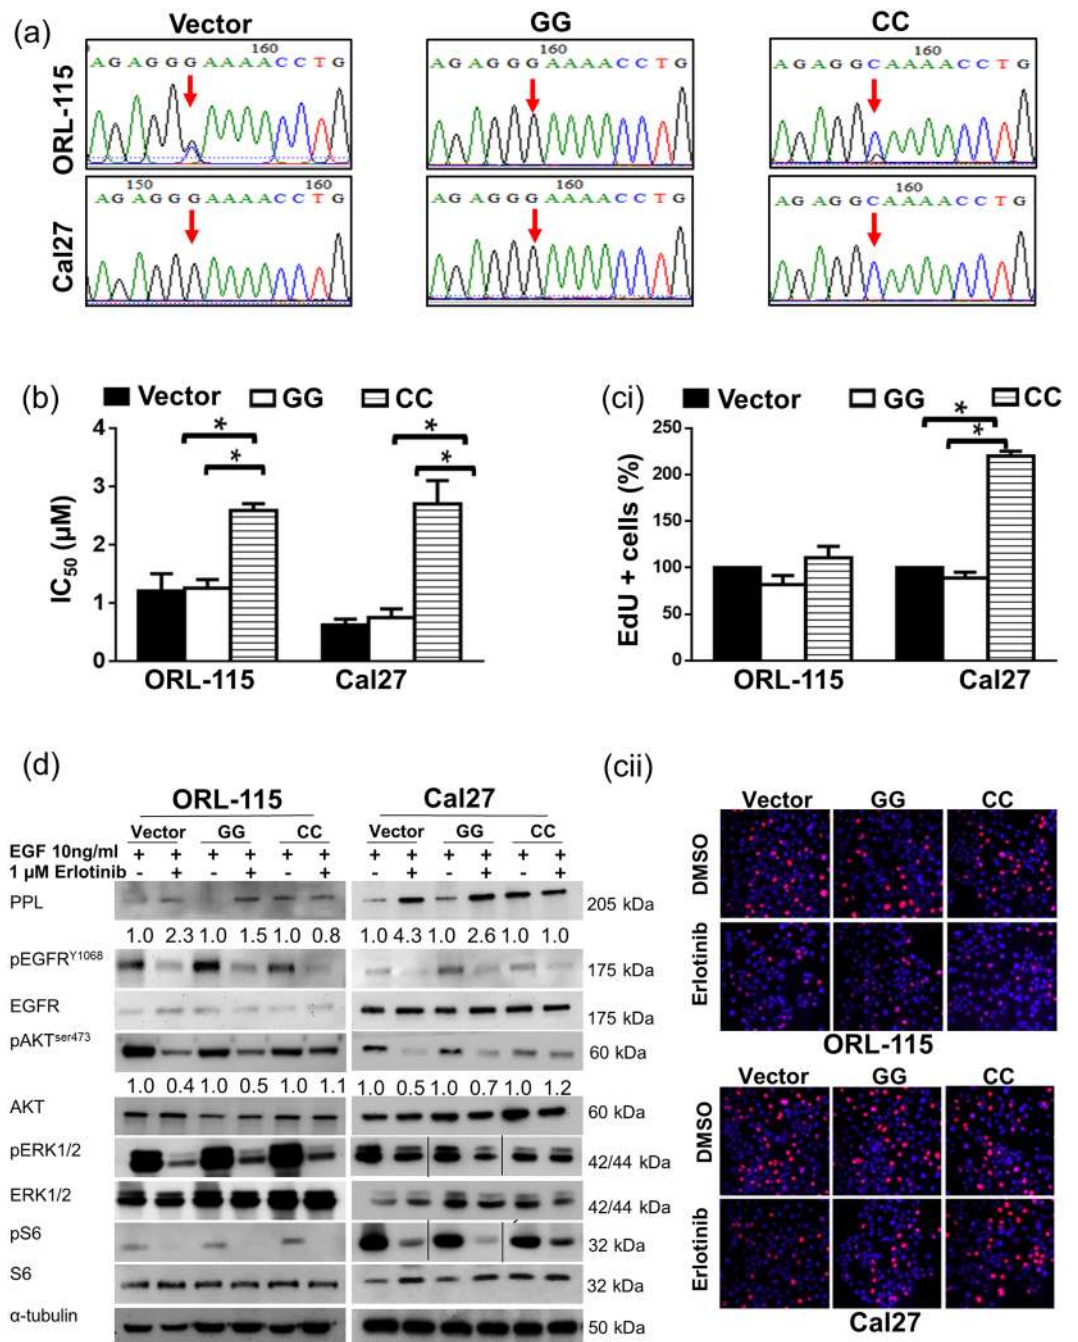 (a)
Vector
GG
CC
ORL-115
160
A G A G G G A A A A C C T G
160
A G A G G G A A A A C C T G
160
A G A G G C A A A A C C T G
Cal27
150 160
A G A G G G A A A A C C T G
160
A G A G G G A A A A C C T G
160
A G A G G C A A A A C C T G
(b)
Vector GG CC
IC50 (µM)
4
3
2
1
0
* *
* *
ORL-115 Cal27
(ci)
Vector GG CC
EdU + cells (%)
250
200
150
100
50
0
*
*
ORL-115 Cal27
(d)
ORL-115 Cal27
Vector GG CC Vector GG CC
EGF 10ng/ml + + + + + + + + + + + +
1 µM Erlotinib - + - + - + - + - + - +
PPL 205 kDa
1.0 2.3 1.0 1.5 1.0 0.8 1.0 4.3 1.0 2.6 1.0 1.0
pEGFRY1068 175 kDa
EGFR 175 kDa
pAKTser473 60 kDa
1.0 0.4 1.0 0.5 1.0 1.1 1.0 0.5 1.0 0.7 1.0 1.2
AKT 60 kDa
pERK1/2 42/44 kDa
ERK1/2 42/44 kDa
pS6 32 kDa
S6 32 kDa
α-tubulin 50 kDa
(cii)
Vector GG CC
DMSO
Erlotinib
ORL-115
Vector GG CC
DMSO
Erlotinib
Cal27